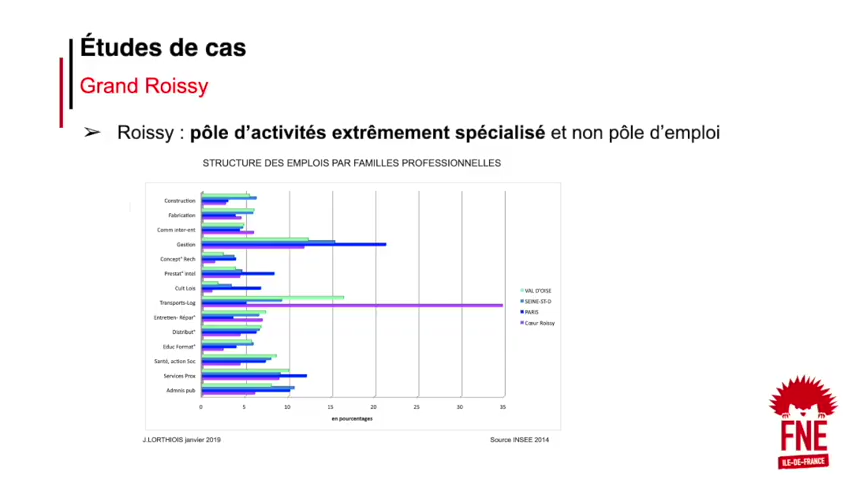 Études de cas
Grand Roissy
➢ Roissy : pôle d'activités extrêmement spécialisé et non pôle d'emploi
STRUCTURE DES EMPLOIS PAR FAMILLES PROFESSIONNELLES
Construction
Fabrication
Comm inter-ent
Gestion
Concept° Rech
Prestat° intel
Cult Lois
Transports-Log
Entretien- Répar°
Distribut°
Educ Format°
Santé, action Soc
Services Prox
Admnis pub
0 5 10 15 20 25 30 35
en pourcentages
VAL D'OISE
SEINE-ST-D
PARIS
Cœur Roissy
J.LORTHIOIS janvier 2019
Source INSEE 2014
FNE
ILE-DE-FRANCE